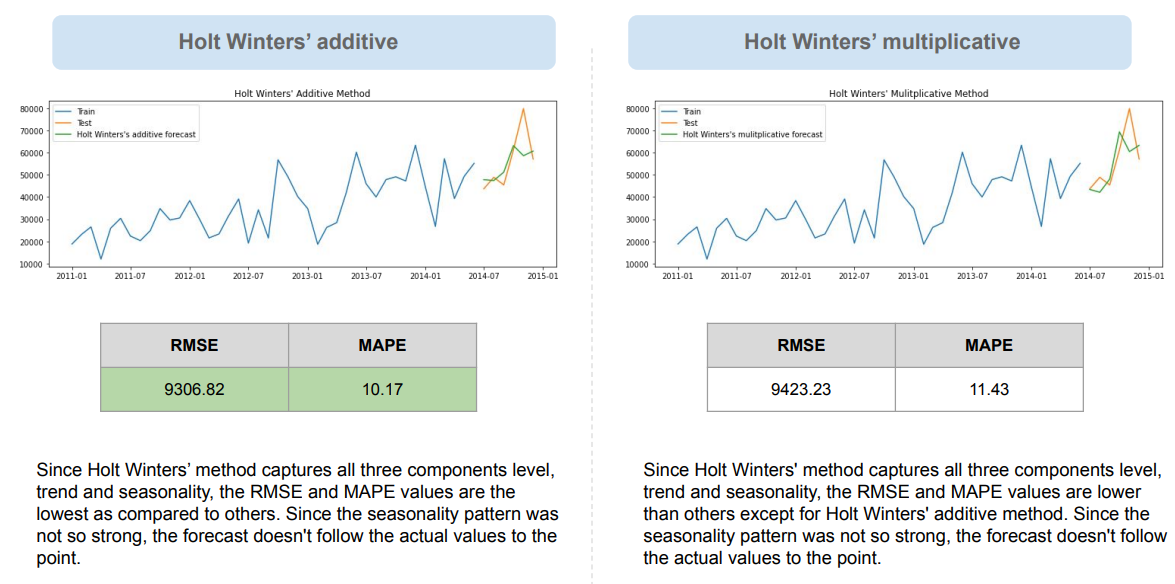 Holt Winters’ additive
Holt Winters' Additive Method
Train
Test
Holt Winters's additive forecast
80000
70000
60000
50000
40000
30000
20000
10000
2011-01 2011-07 2012-01 2012-07 2013-01 2013-07 2014-01 2014-07 2015-01
RMSE MAPE
9306.82 10.17
Since Holt Winters’ method captures all three components level,
trend and seasonality, the RMSE and MAPE values are the
lowest as compared to others. Since the seasonality pattern was
not so strong, the forecast doesn't follow the actual values to the
point.
Holt Winters’ multiplicative
Holt Winters' Mulitplicative Method
Train
Test
Holt Winters's mulitplicative forecast
80000
70000
60000
50000
40000
30000
20000
10000
2011-01 2011-07 2012-01 2012-07 2013-01 2013-07 2014-01 2014-07 2015-01
RMSE MAPE
9423.23 11.43
Since Holt Winters' method captures all three components level,
trend and seasonality, the RMSE and MAPE values are lower
than others except for Holt Winters' additive method. Since the
seasonality pattern was not so strong, the forecast doesn't follow
the actual values to the point.